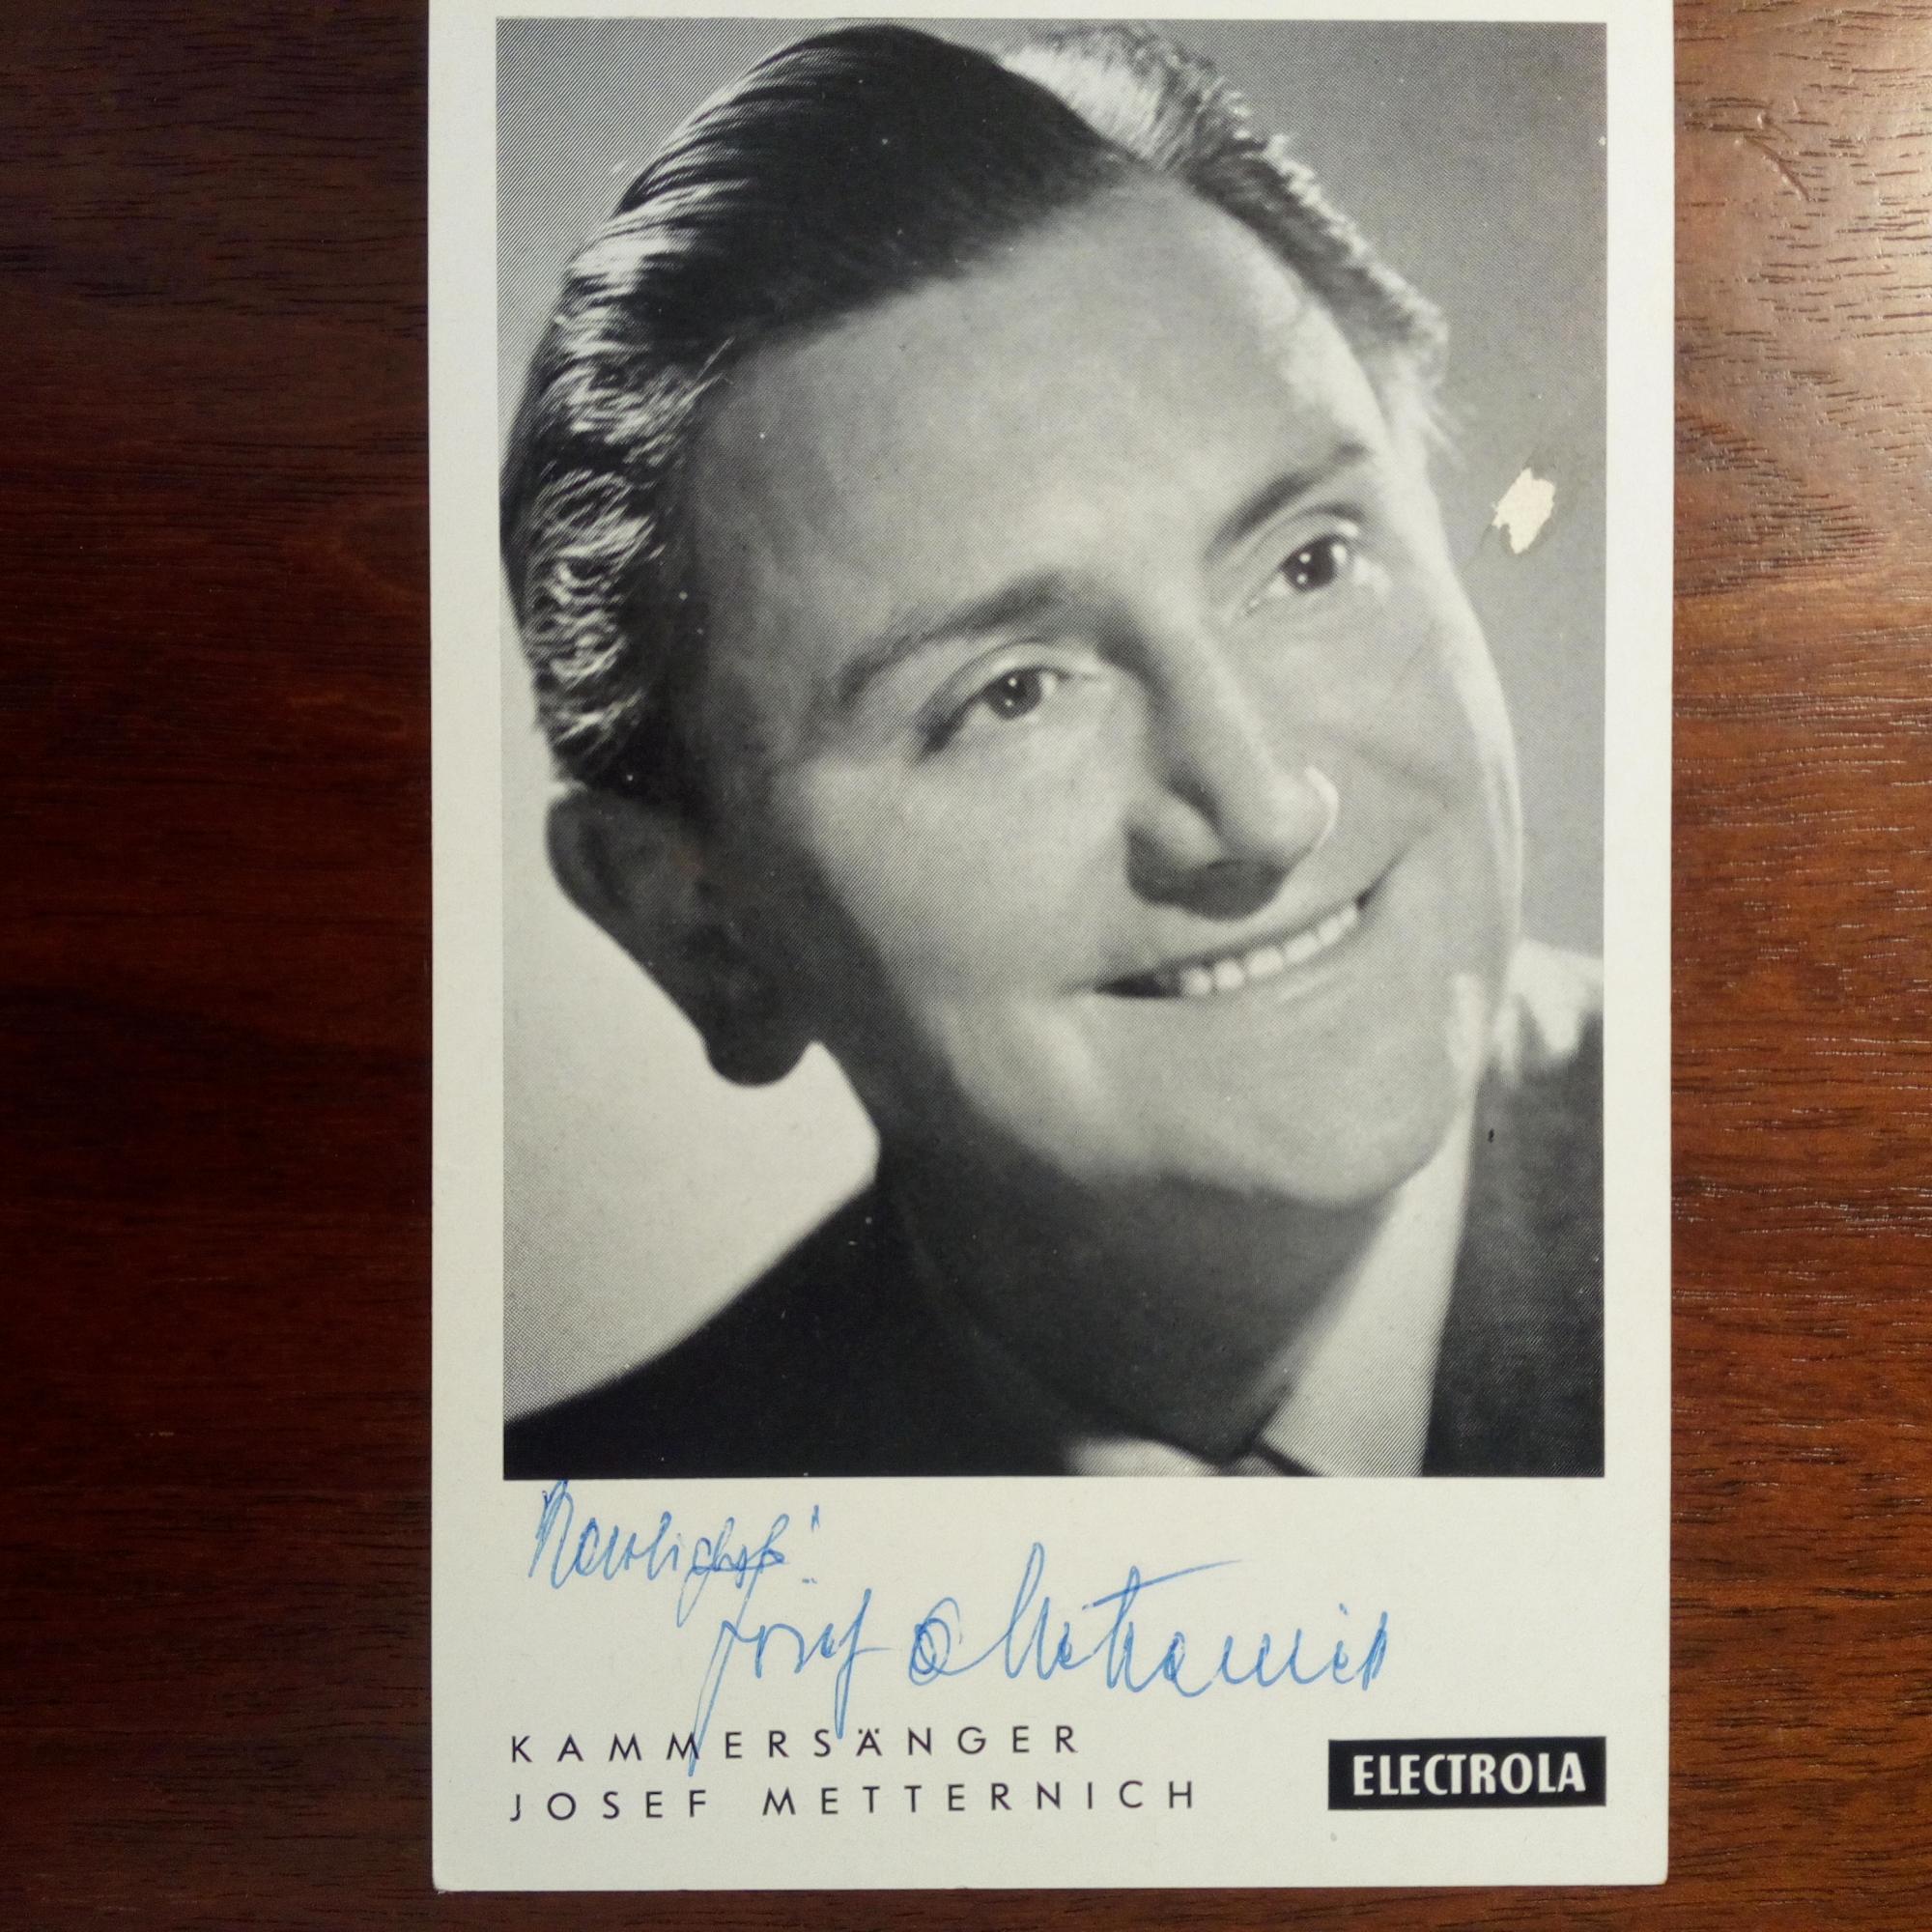 Herzlichst!
Josef Metternich
KAMMERSÄNGER
JOSEF METTERNICH
ELECTROLA